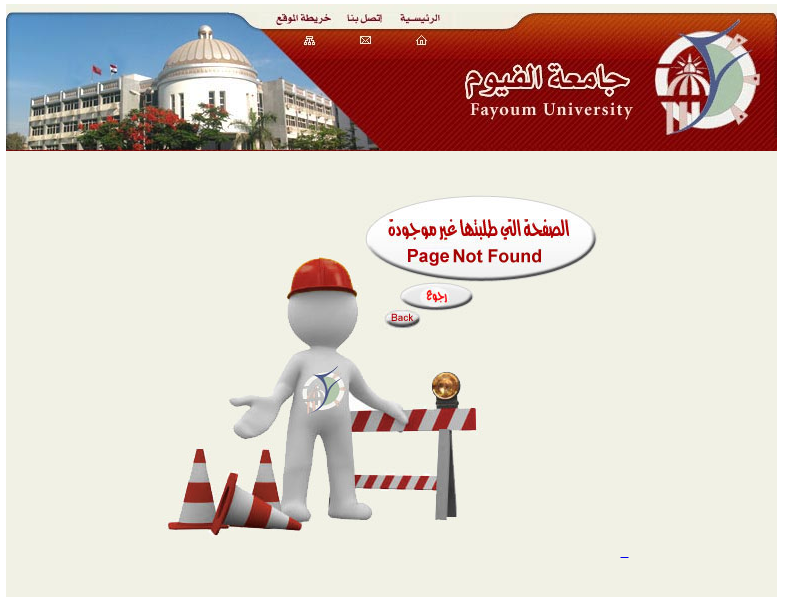 الرئيسية
إتصل بنا
خريطة الموقع
جامعة الفيوم
Fayoum University
الصفحة التي طلبتها غير موجودة
Page Not Found
رجوع
Back